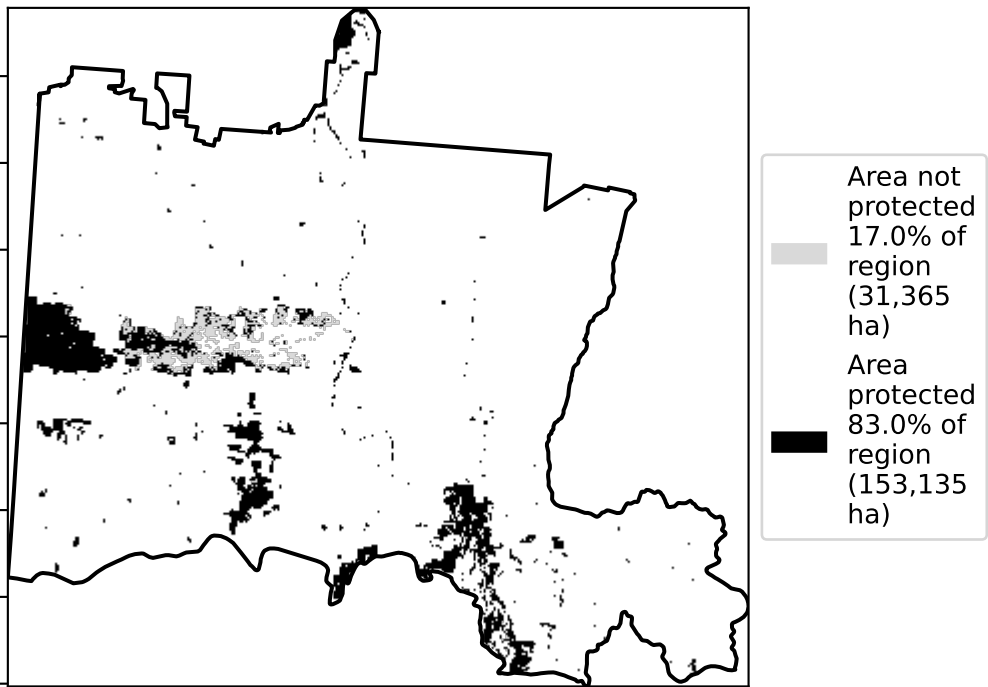 Area not
protected
17.0% of
region
(31,365
ha)
Area
protected
83.0% of
region
(153,135
ha)